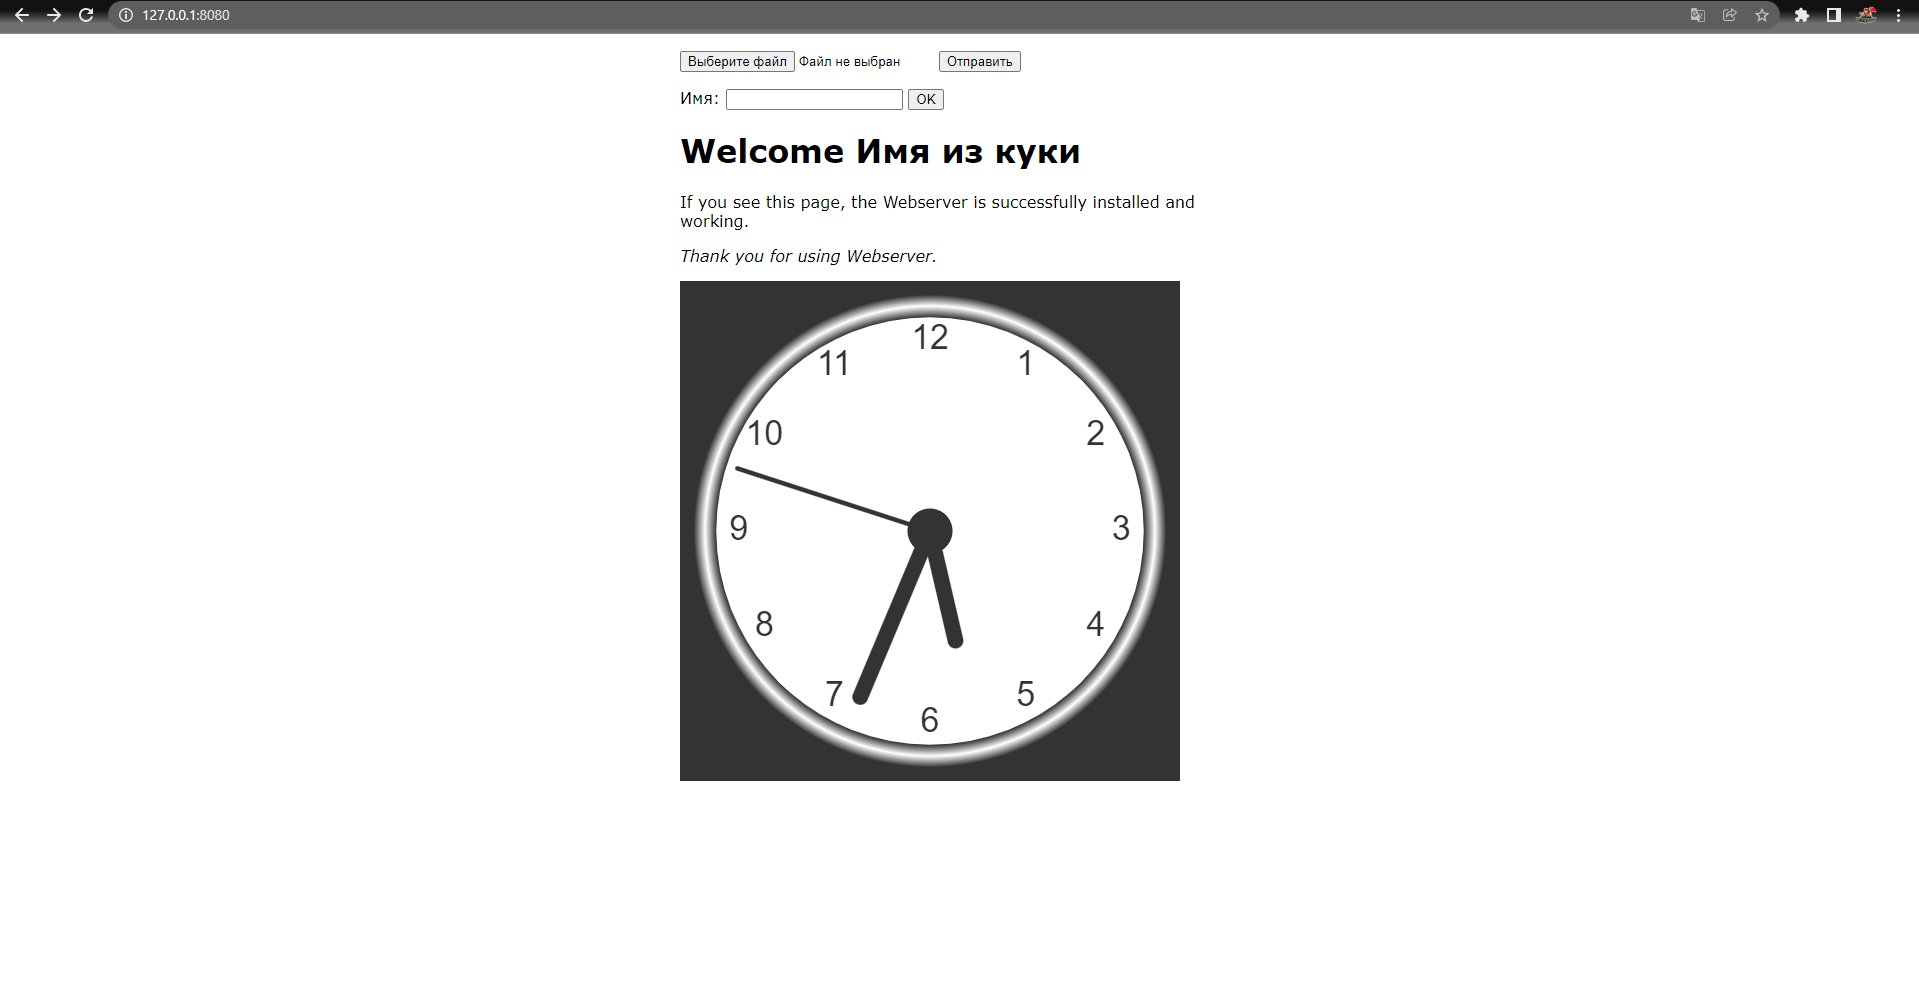 127.0.0.1:8080
Выберите файл Файл не выбран Отправить
Имя: OK
Welcome Имя из куки
If you see this page, the Webserver is successfully installed and
working.
Thank you for using Webserver.
12
11 1
10 2
9 3
8 4
7 5
6